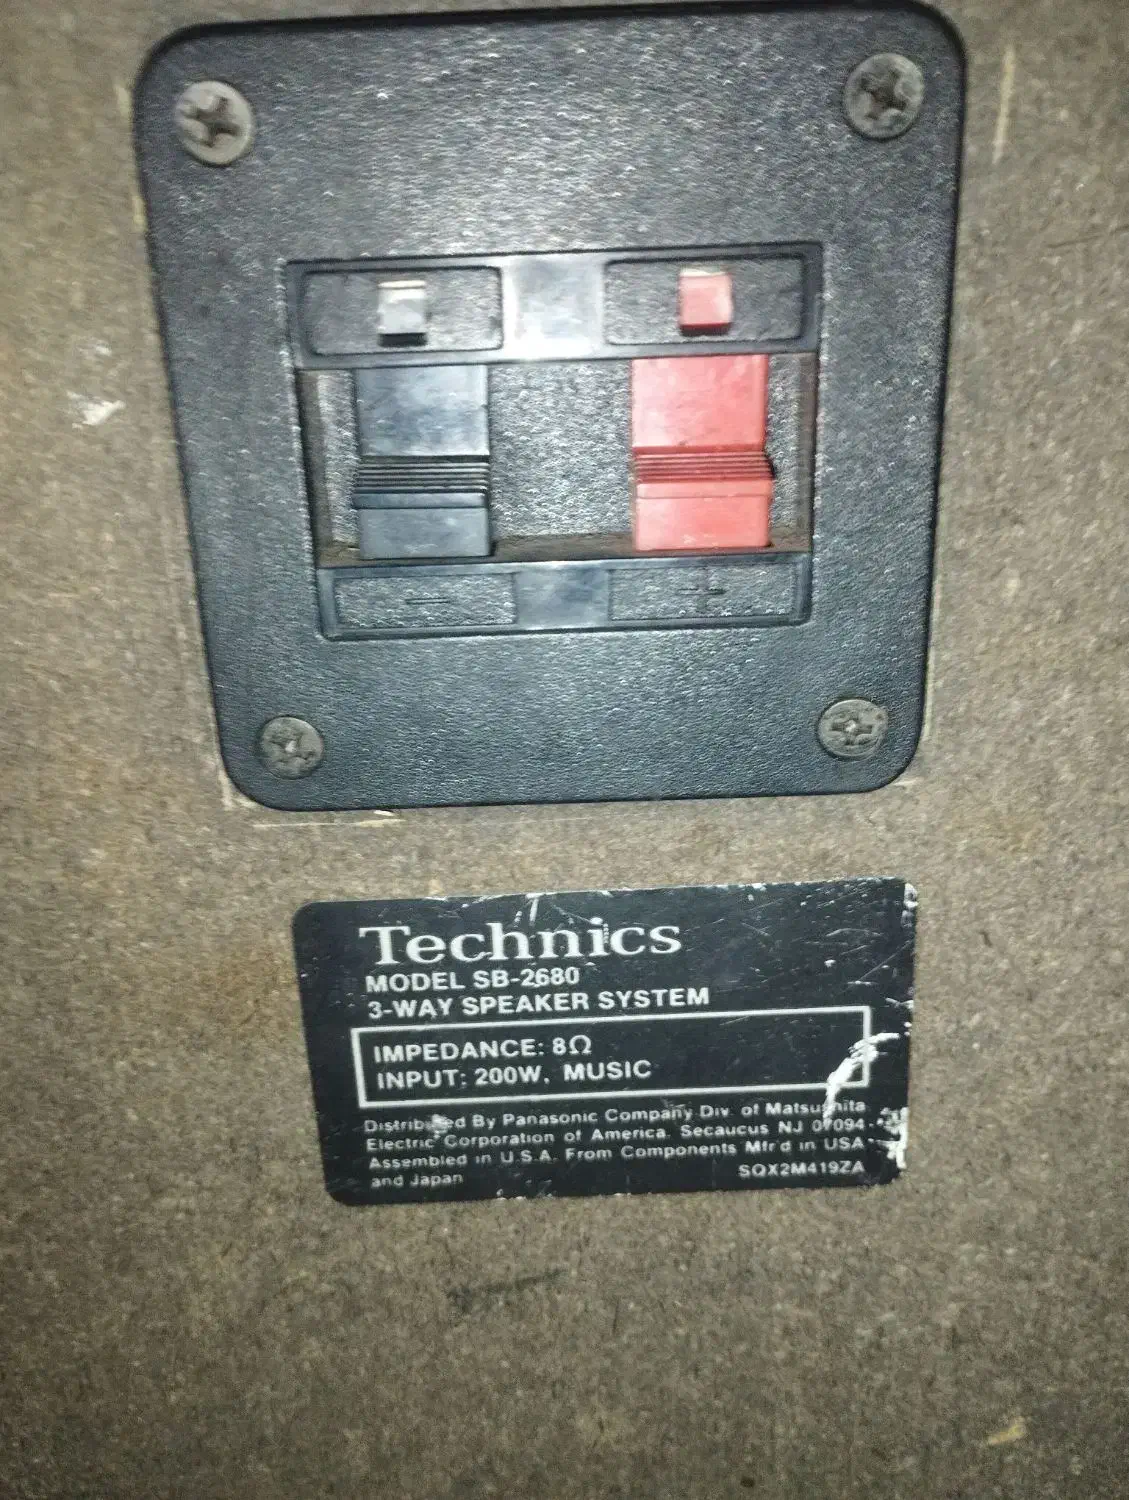 - +
Technics
MODEL SB-2680
3-WAY SPEAKER SYSTEM
IMPEDANCE: 8Ω
INPUT: 200W. MUSIC
Distributed By Panasonic Company Div. of Matsushita
Electric Corporation of America. Secaucus NJ 07094
Assembled in U.S.A. From Components Mfr'd in USA
and Japan
SQX2M419ZA